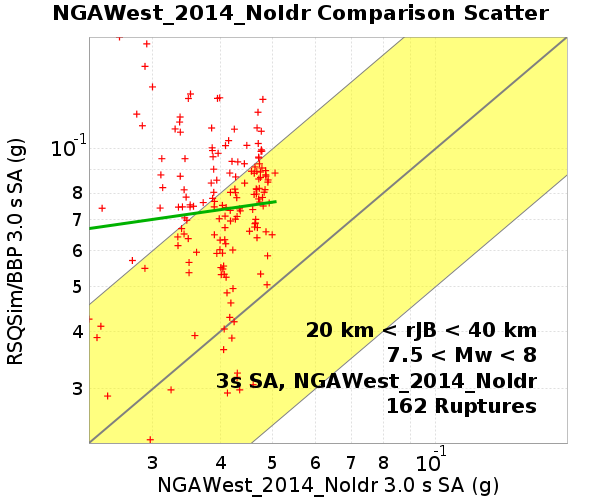 NGAWest_2014_NoIdr Comparison Scatter
RSQSim/BBP 3.0 s SA (g)
10-1
8
7
6
5
4
3
20 km < rJB < 40 km
7.5 < Mw < 8
3s SA, NGAWest_2014_NoIdr
162 Ruptures
3 4 5 6 7 8 10-1
NGAWest_2014_NoIdr 3.0 s SA (g)